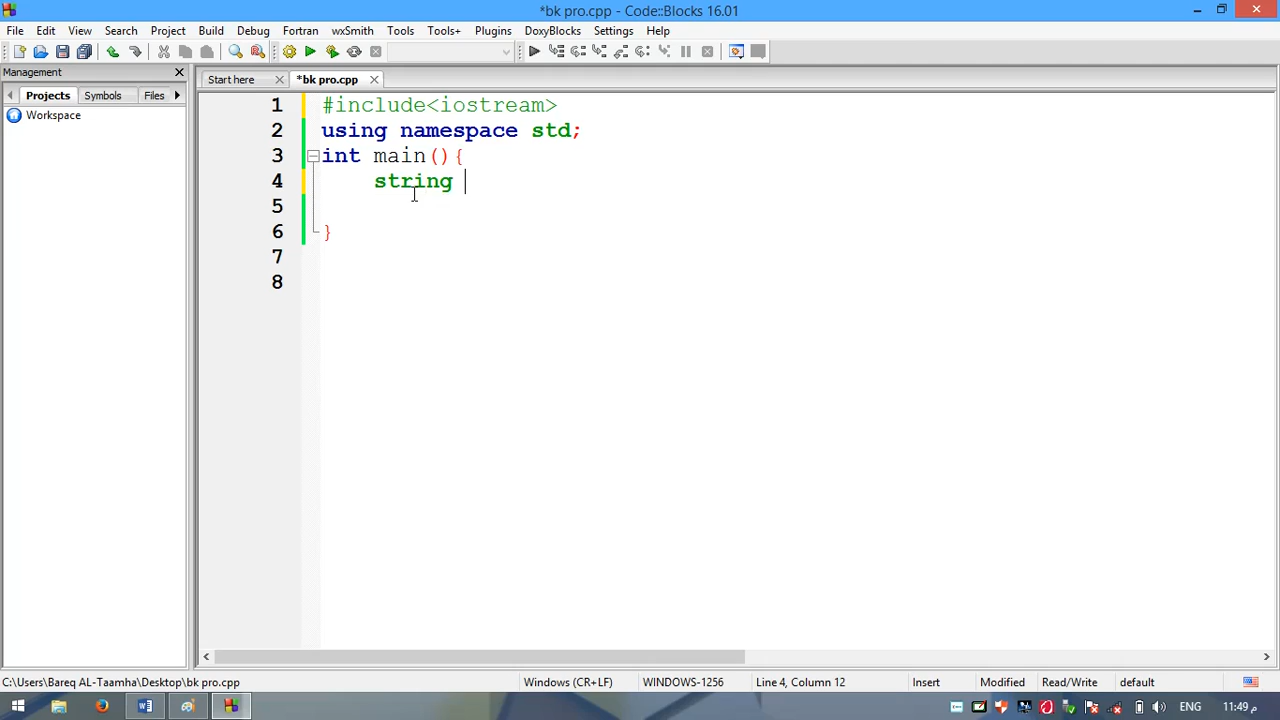 *bk pro.cpp - Code::Blocks 16.01
File Edit View Search Project Build Debug Fortran wxSmith Tools Tools+ Plugins DoxyBlocks Settings Help
Management
Start here *bk pro.cpp
Projects Symbols Files
Workspace
1 #include<iostream>
2 using namespace std;
3 int main(){
4 string
5
6 }
7
8
C:\Users\Bareq AL-Taamha\Desktop\bk pro.cpp Windows (CR+LF) WINDOWS-1256 Line 4, Column 12 Insert Modified Read/Write default
ENG 11:49 م